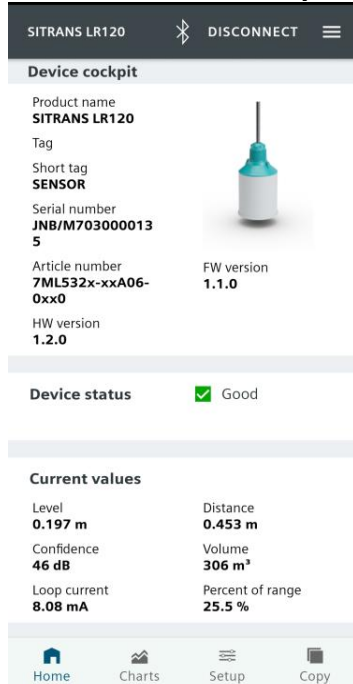 SITRANS LR120 DISCONNECT
Device cockpit
Product name
SITRANS LR120
Tag
Short tag
SENSOR
Serial number
JNB/M703000013
5
Article number
7ML532x-xxA06-
0xx0
FW version
1.1.0
HW version
1.2.0
Device status Good
Current values
Level
0.197 m
Distance
0.453 m
Confidence
46 dB
Volume
306 m³
Loop current
8.08 mA
Percent of range
25.5 %
Home Charts Setup Copy